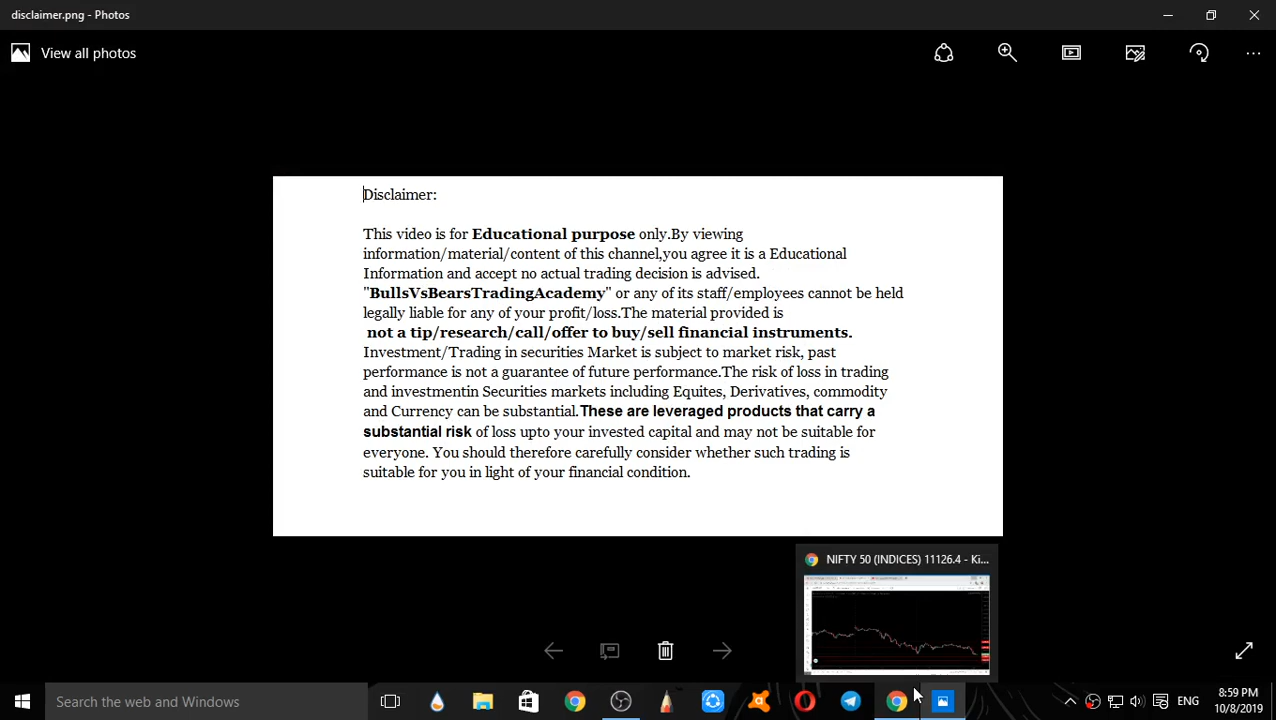 disclaimer.png - Photos
View all photos
Disclaimer:
This video is for Educational purpose only.By viewing
information/material/content of this channel,you agree it is a Educational
Information and accept no actual trading decision is advised.
"BullsVsBearsTradingAcademy" or any of its staff/employees cannot be held
legally liable for any of your profit/loss.The material provided is
not a tip/research/call/offer to buy/sell financial instruments.
Investment/Trading in securities Market is subject to market risk, past
performance is not a guarantee of future performance.The risk of loss in trading
and investmentin Securities markets including Equites, Derivatives, commodity
and Currency can be substantial.These are leveraged products that carry a
substantial risk of loss upto your invested capital and may not be suitable for
everyone. You should therefore carefully consider whether such trading is
suitable for you in light of your financial condition.
NIFTY 50 (INDICES) 11126.4 - Ki...
Search the web and Windows
ENG
8:59 PM
10/8/2019